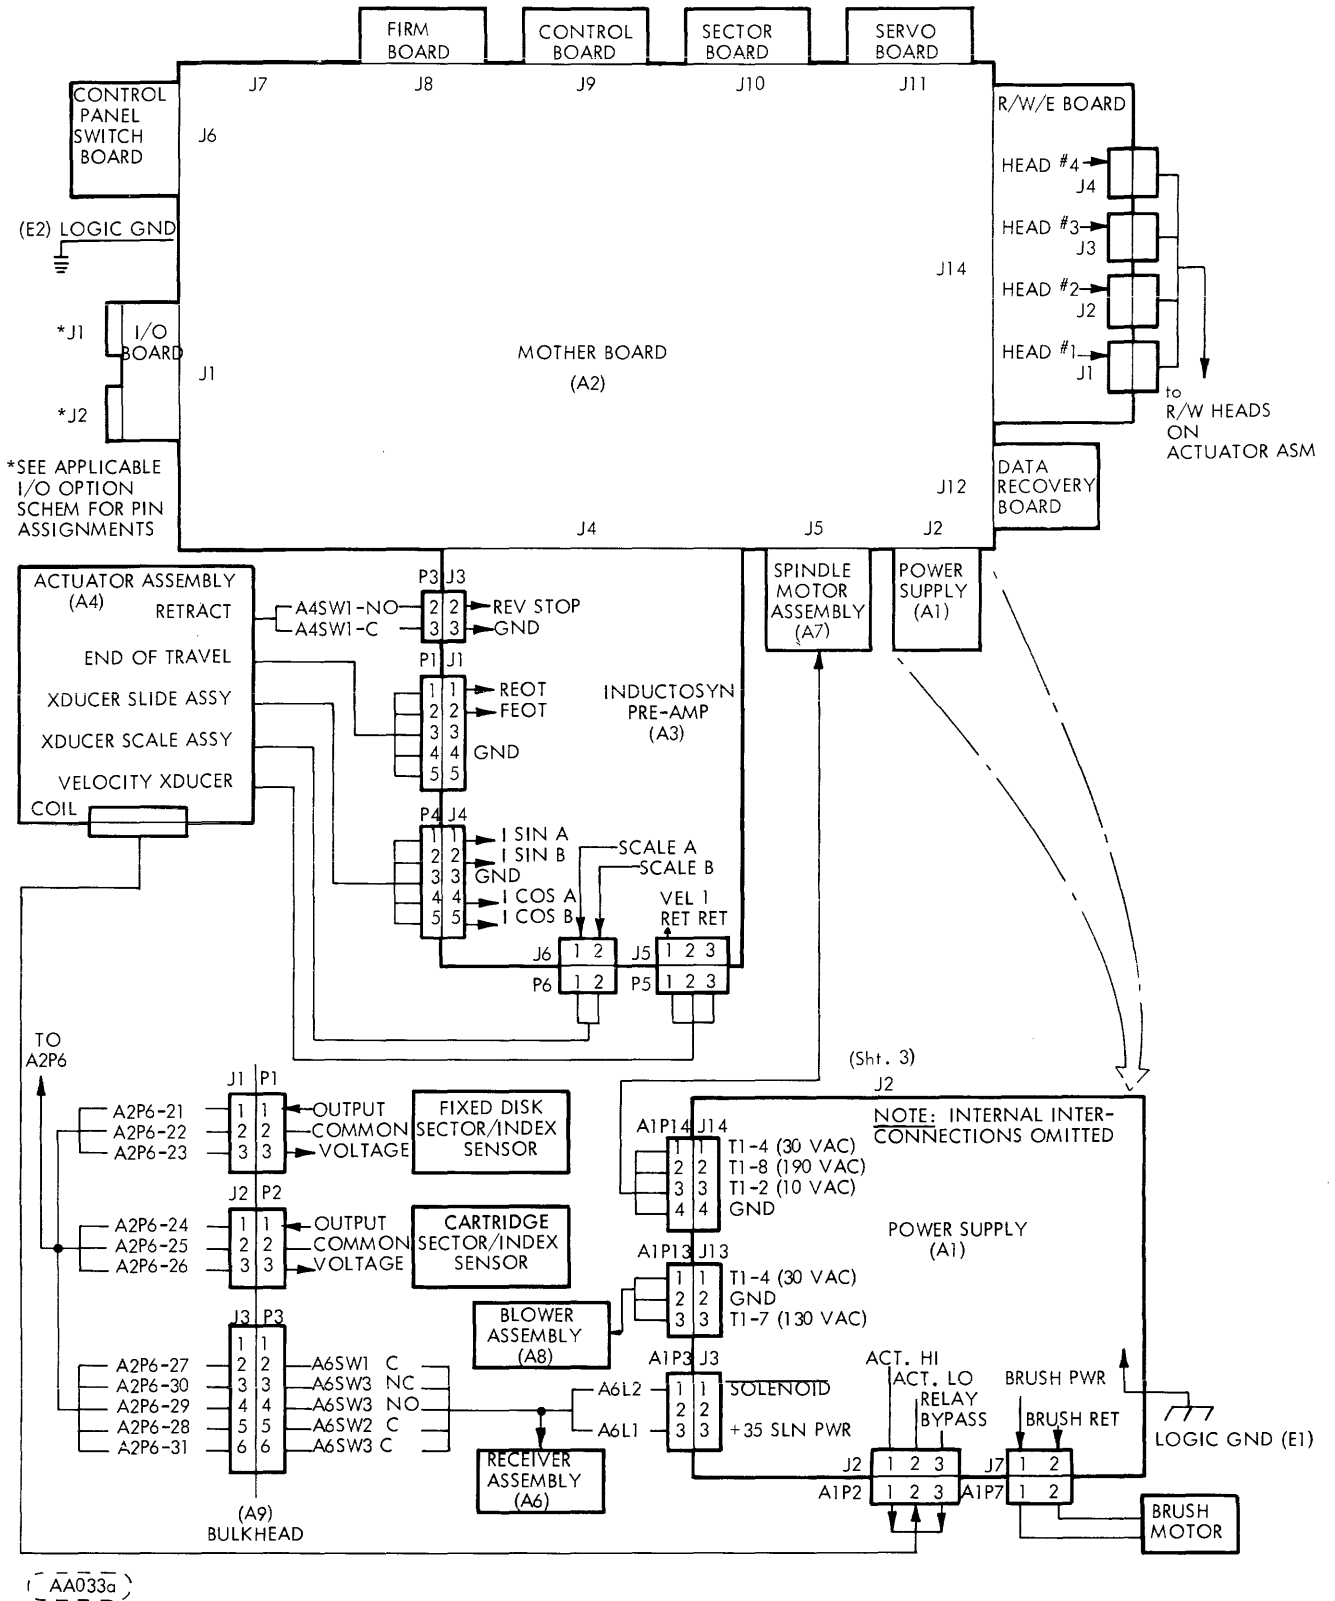 FIRM
BOARD
CONTROL
BOARD
SECTOR
BOARD
SERVO
BOARD
J7
J8
J9
J10
J11
CONTROL
PANEL
SWITCH
BOARD
J6
R/W/E BOARD
HEAD #4
J4
HEAD #3
J3
HEAD #2
J2
HEAD #1
J1
to
R/W HEADS
ON
ACTUATOR ASM
(E2) LOGIC GND
J14
*J1
I/O
BOARD
J1
*J2
MOTHER BOARD
(A2)
*SEE APPLICABLE
I/O OPTION
SCHEM FOR PIN
ASSIGNMENTS
J12
DATA
RECOVERY
BOARD
J4
J5
J2
SPINDLE
MOTOR
ASSEMBLY
(A7)
POWER
SUPPLY
(A1)
ACTUATOR ASSEMBLY
(A4)
RETRACT
END OF TRAVEL
XDUCER SLIDE ASSY
XDUCER SCALE ASSY
VELOCITY XDUCER
COIL
P3 J3
A4SW1-NO 2 2 REV STOP
A4SW1-C 3 3 GND
P1 J1
1 1 REOT
2 2 FEOT
3 3
4 4 GND
5 5
INDUCTOSYN
PRE-AMP
(A3)
P4 J4
1 1 I SIN A
2 2 I SIN B
3 3 GND
4 4 I COS A
5 5 I COS B
SCALE A
SCALE B
VEL 1
RET RET
J6 1 2
P6 1 2
J5 1 2 3
P5 1 2 3
TO
A2P6
J1 P1
A2P6-21 1 1 OUTPUT
A2P6-22 2 2 COMMON
A2P6-23 3 3 VOLTAGE
FIXED DISK
SECTOR/INDEX
SENSOR
J2 P2
A2P6-24 1 1 OUTPUT
A2P6-25 2 2 COMMON
A2P6-26 3 3 VOLTAGE
CARTRIDGE
SECTOR/INDEX
SENSOR
J3 P3
1 1
A2P6-27 2 2 A6SW1 C
A2P6-30 3 3 A6SW3 NC
A2P6-29 4 4 A6SW3 NO
A2P6-28 5 5 A6SW2 C
A2P6-31 6 6 A6SW3 C
(A9)
BULKHEAD
(Sht. 3)
J2
NOTE: INTERNAL INTER-
CONNECTIONS OMITTED
A1P14 J14
1 1 T1-4 (30 VAC)
2 2 T1-8 (190 VAC)
3 3 T1-2 (10 VAC)
4 4 GND
POWER SUPPLY
(A1)
A1P13 J13
1 1 T1-4 (30 VAC)
2 2 GND
3 3 T1-7 (130 VAC)
BLOWER
ASSEMBLY
(A8)
A1P3 J3
A6L2 1 1 SOLENOID
2 2
A6L1 3 3 +35 SLN PWR
RECEIVER
ASSEMBLY
(A6)
ACT. HI
ACT. LO
RELAY
BYPASS
BRUSH PWR
BRUSH RET
LOGIC GND (E1)
J2 1 2 3
A1P2 1 2 3
J7 1 2
A1P7 1 2
BRUSH
MOTOR
AA033a